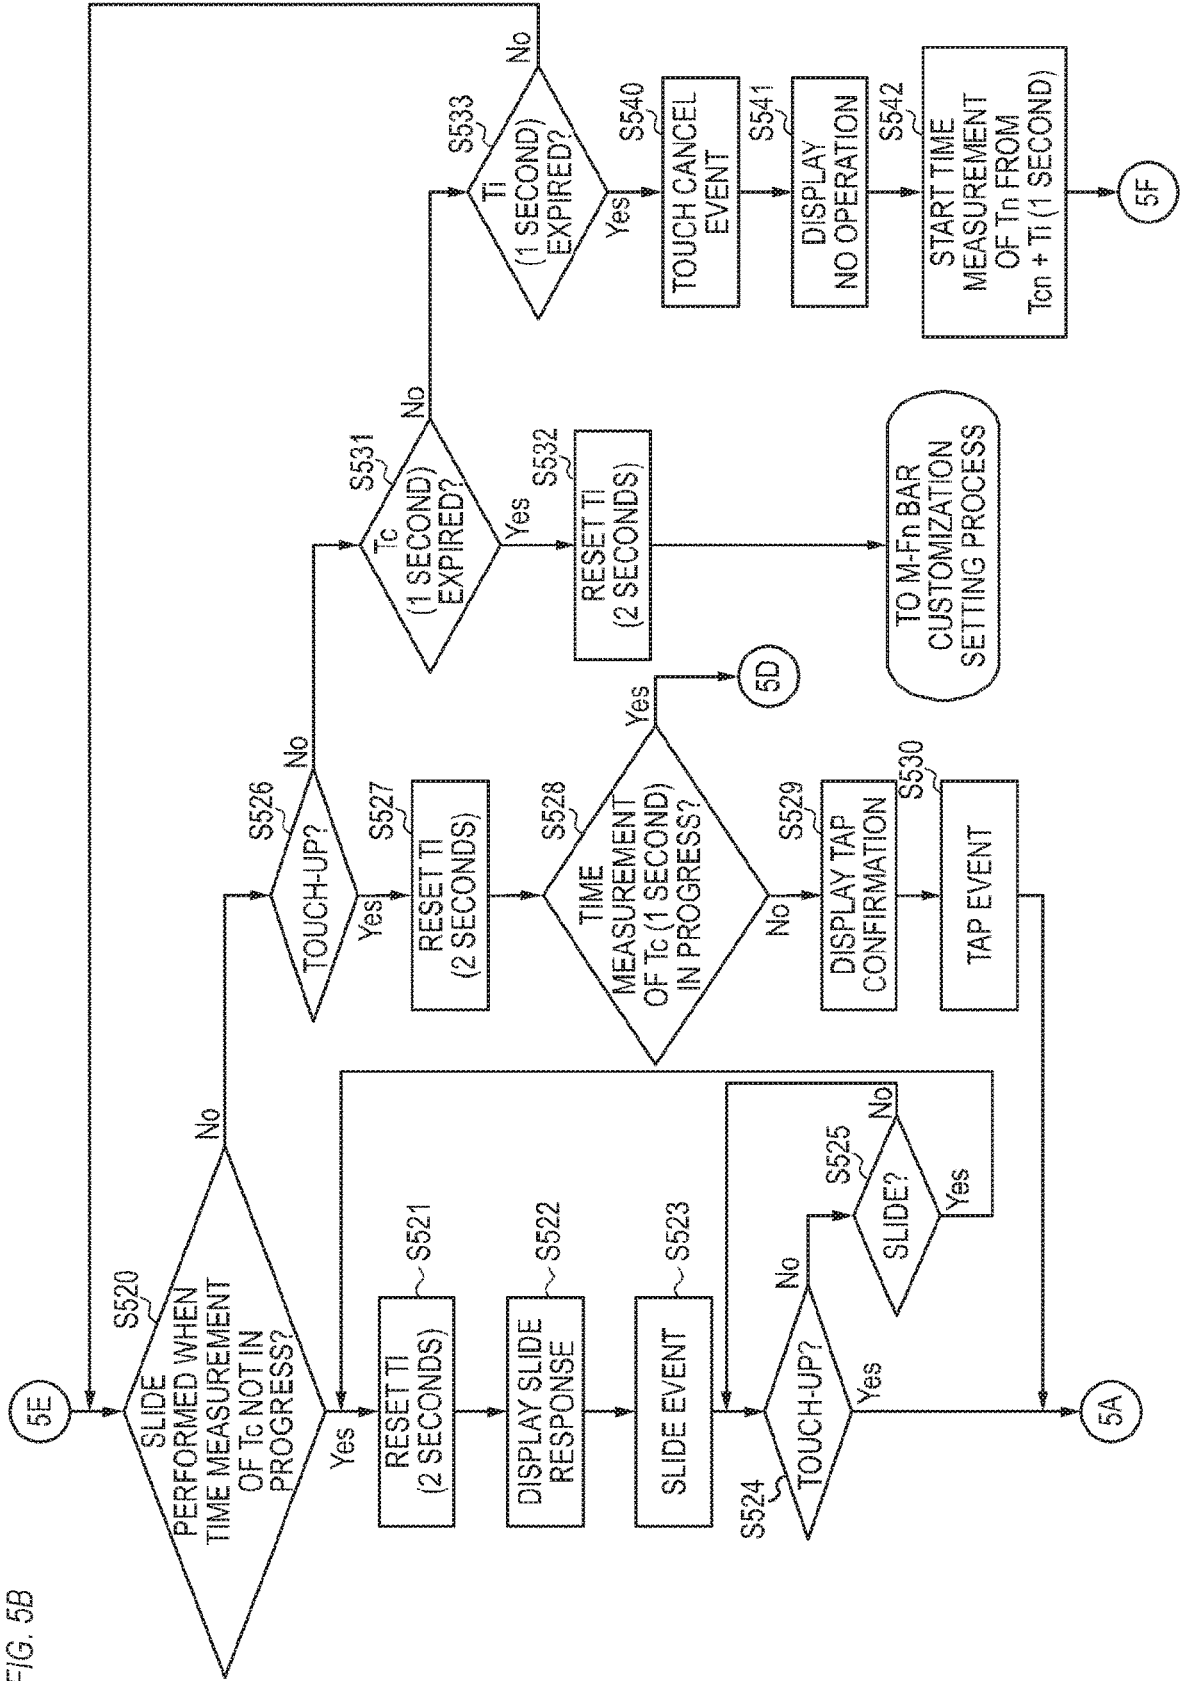 FIG. 5B
5E
S520
SLIDE
PERFORMED WHEN
TIME MEASUREMENT
OF Tc NOT IN
PROGRESS?
No
Yes
S521
RESET Tl
(2 SECONDS)
S522
DISPLAY SLIDE
RESPONSE
S523
SLIDE EVENT
S524
TOUCH-UP?
No
Yes
S525
SLIDE?
No
Yes
5A
S526
TOUCH-UP?
No
Yes
S527
RESET Tl
(2 SECONDS)
S528
TIME
MEASUREMENT
OF Tc (1 SECOND)
IN PROGRESS?
Yes
No
5D
S529
DISPLAY TAP
CONFIRMATION
S530
TAP EVENT
S531
Tc
(1 SECOND)
EXPIRED?
No
Yes
S532
RESET Tl
(2 SECONDS)
TO M-Fn BAR
CUSTOMIZATION
SETTING PROCESS
S533
Tl
(1 SECOND)
EXPIRED?
No
Yes
S540
TOUCH CANCEL
EVENT
S541
DISPLAY
NO OPERATION
S542
START TIME
MEASUREMENT
OF Tn FROM
Tcn + Tl (1 SECOND)
5F